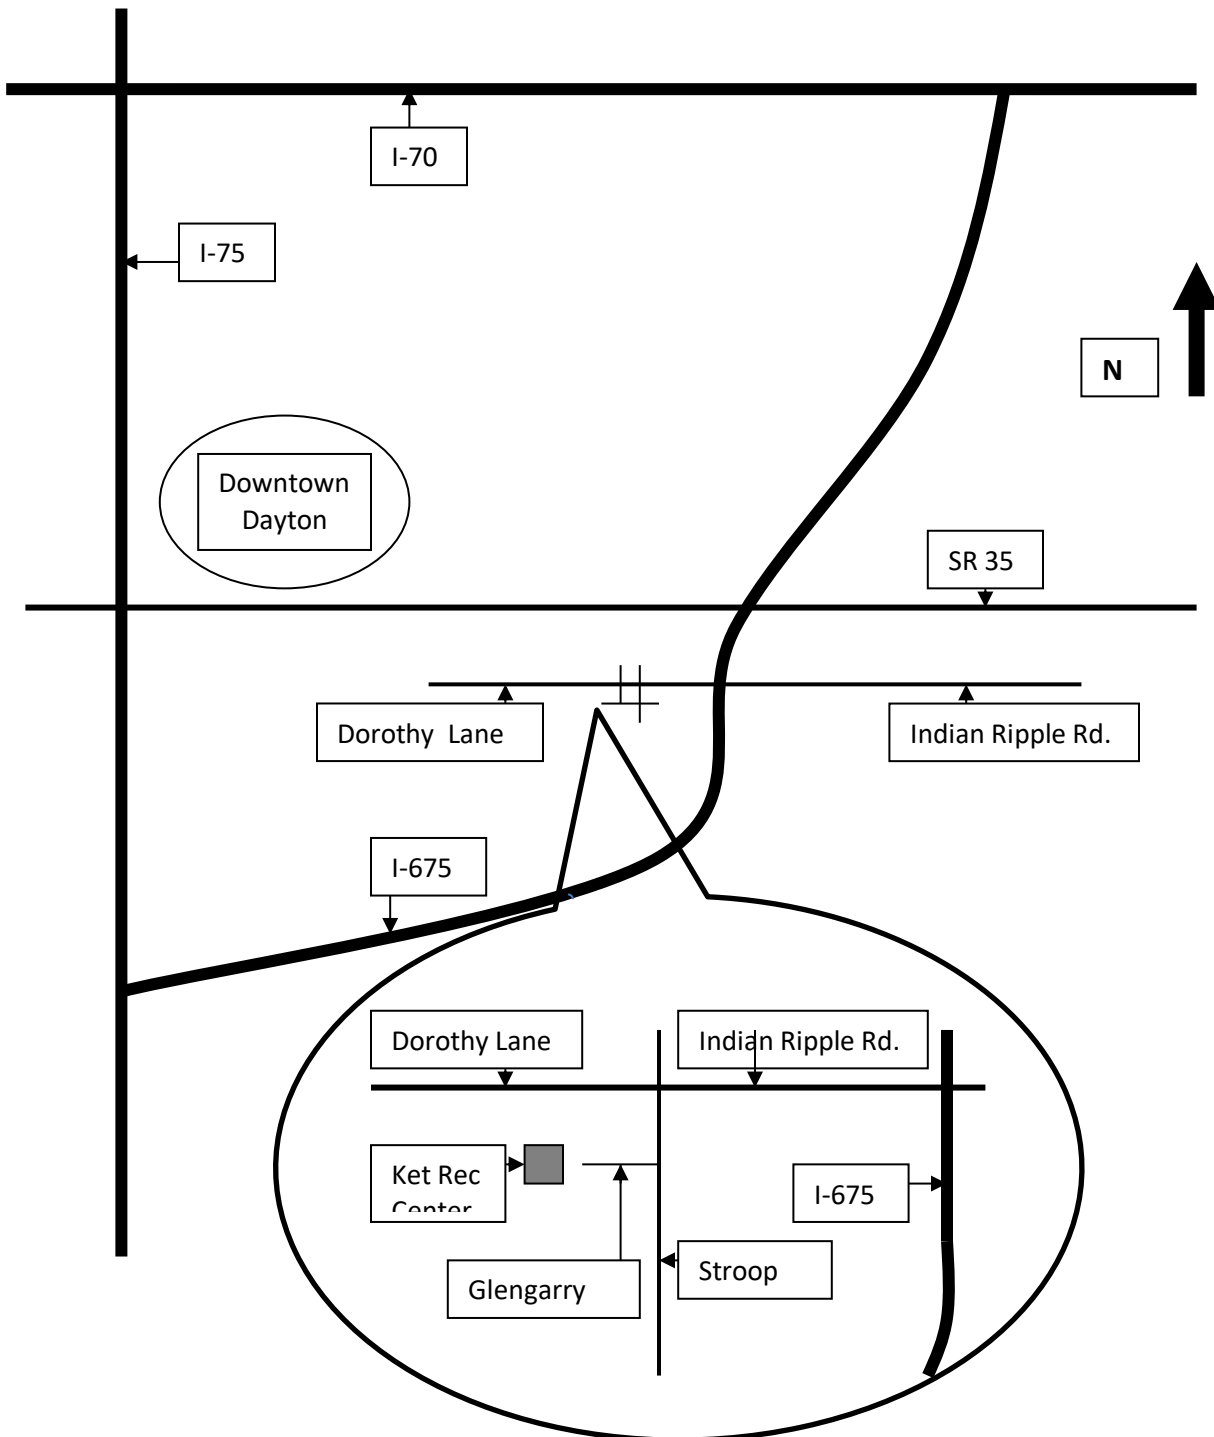 I-70
I-75
N
Downtown
Dayton
SR 35
Dorothy Lane
Indian Ripple Rd.
I-675
Dorothy Lane
Indian Ripple Rd.
Ket Rec
Center
I-675
Stroop
Glengarry